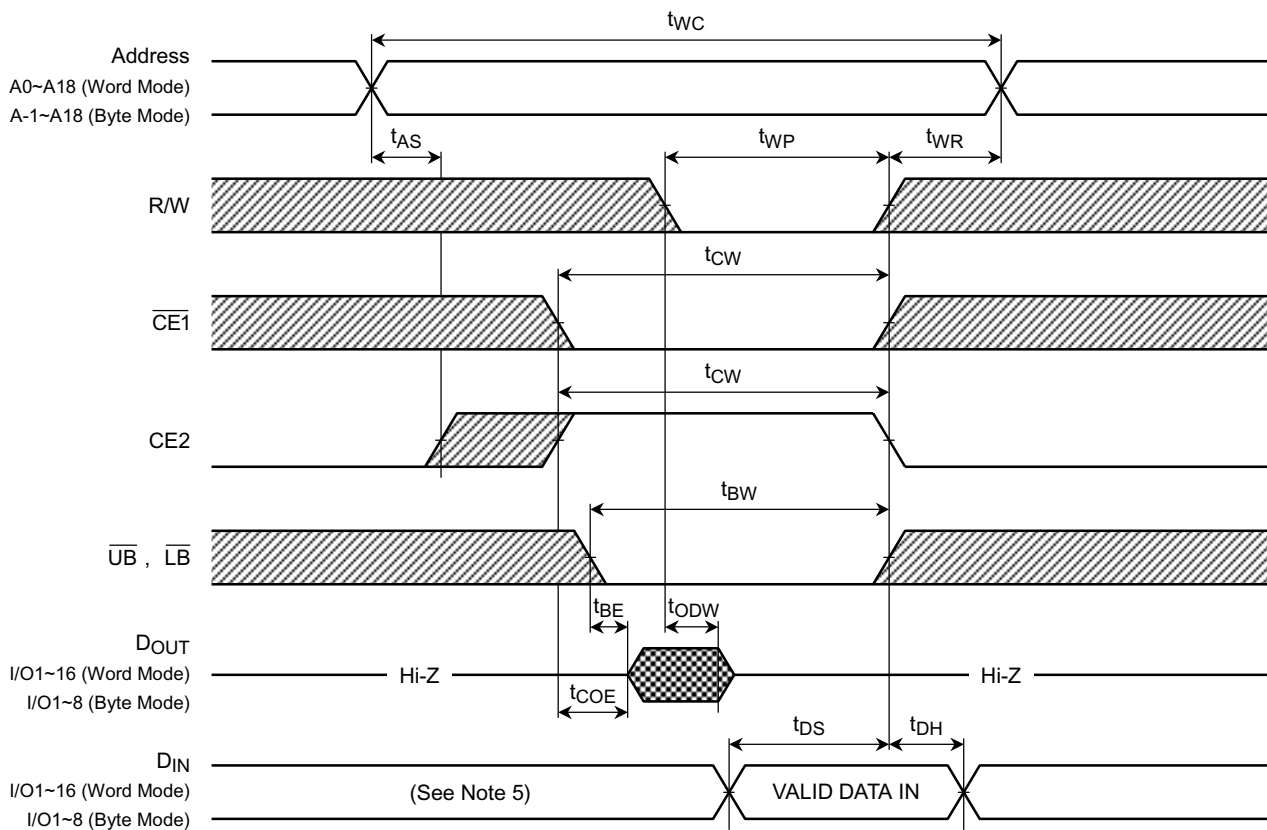 tWC
Address
A0~A18 (Word Mode)
A-1~A18 (Byte Mode)
tAS
tWP
tWR
R/W
tCW
CE1
tCW
CE2
tBW
UB , LB
tBE
tODW
DOUT
I/O1~16 (Word Mode)
Hi-Z
Hi-Z
I/O1~8 (Byte Mode)
tCOE
tDS
tDH
DIN
I/O1~16 (Word Mode)
(See Note 5)
VALID DATA IN
I/O1~8 (Byte Mode)